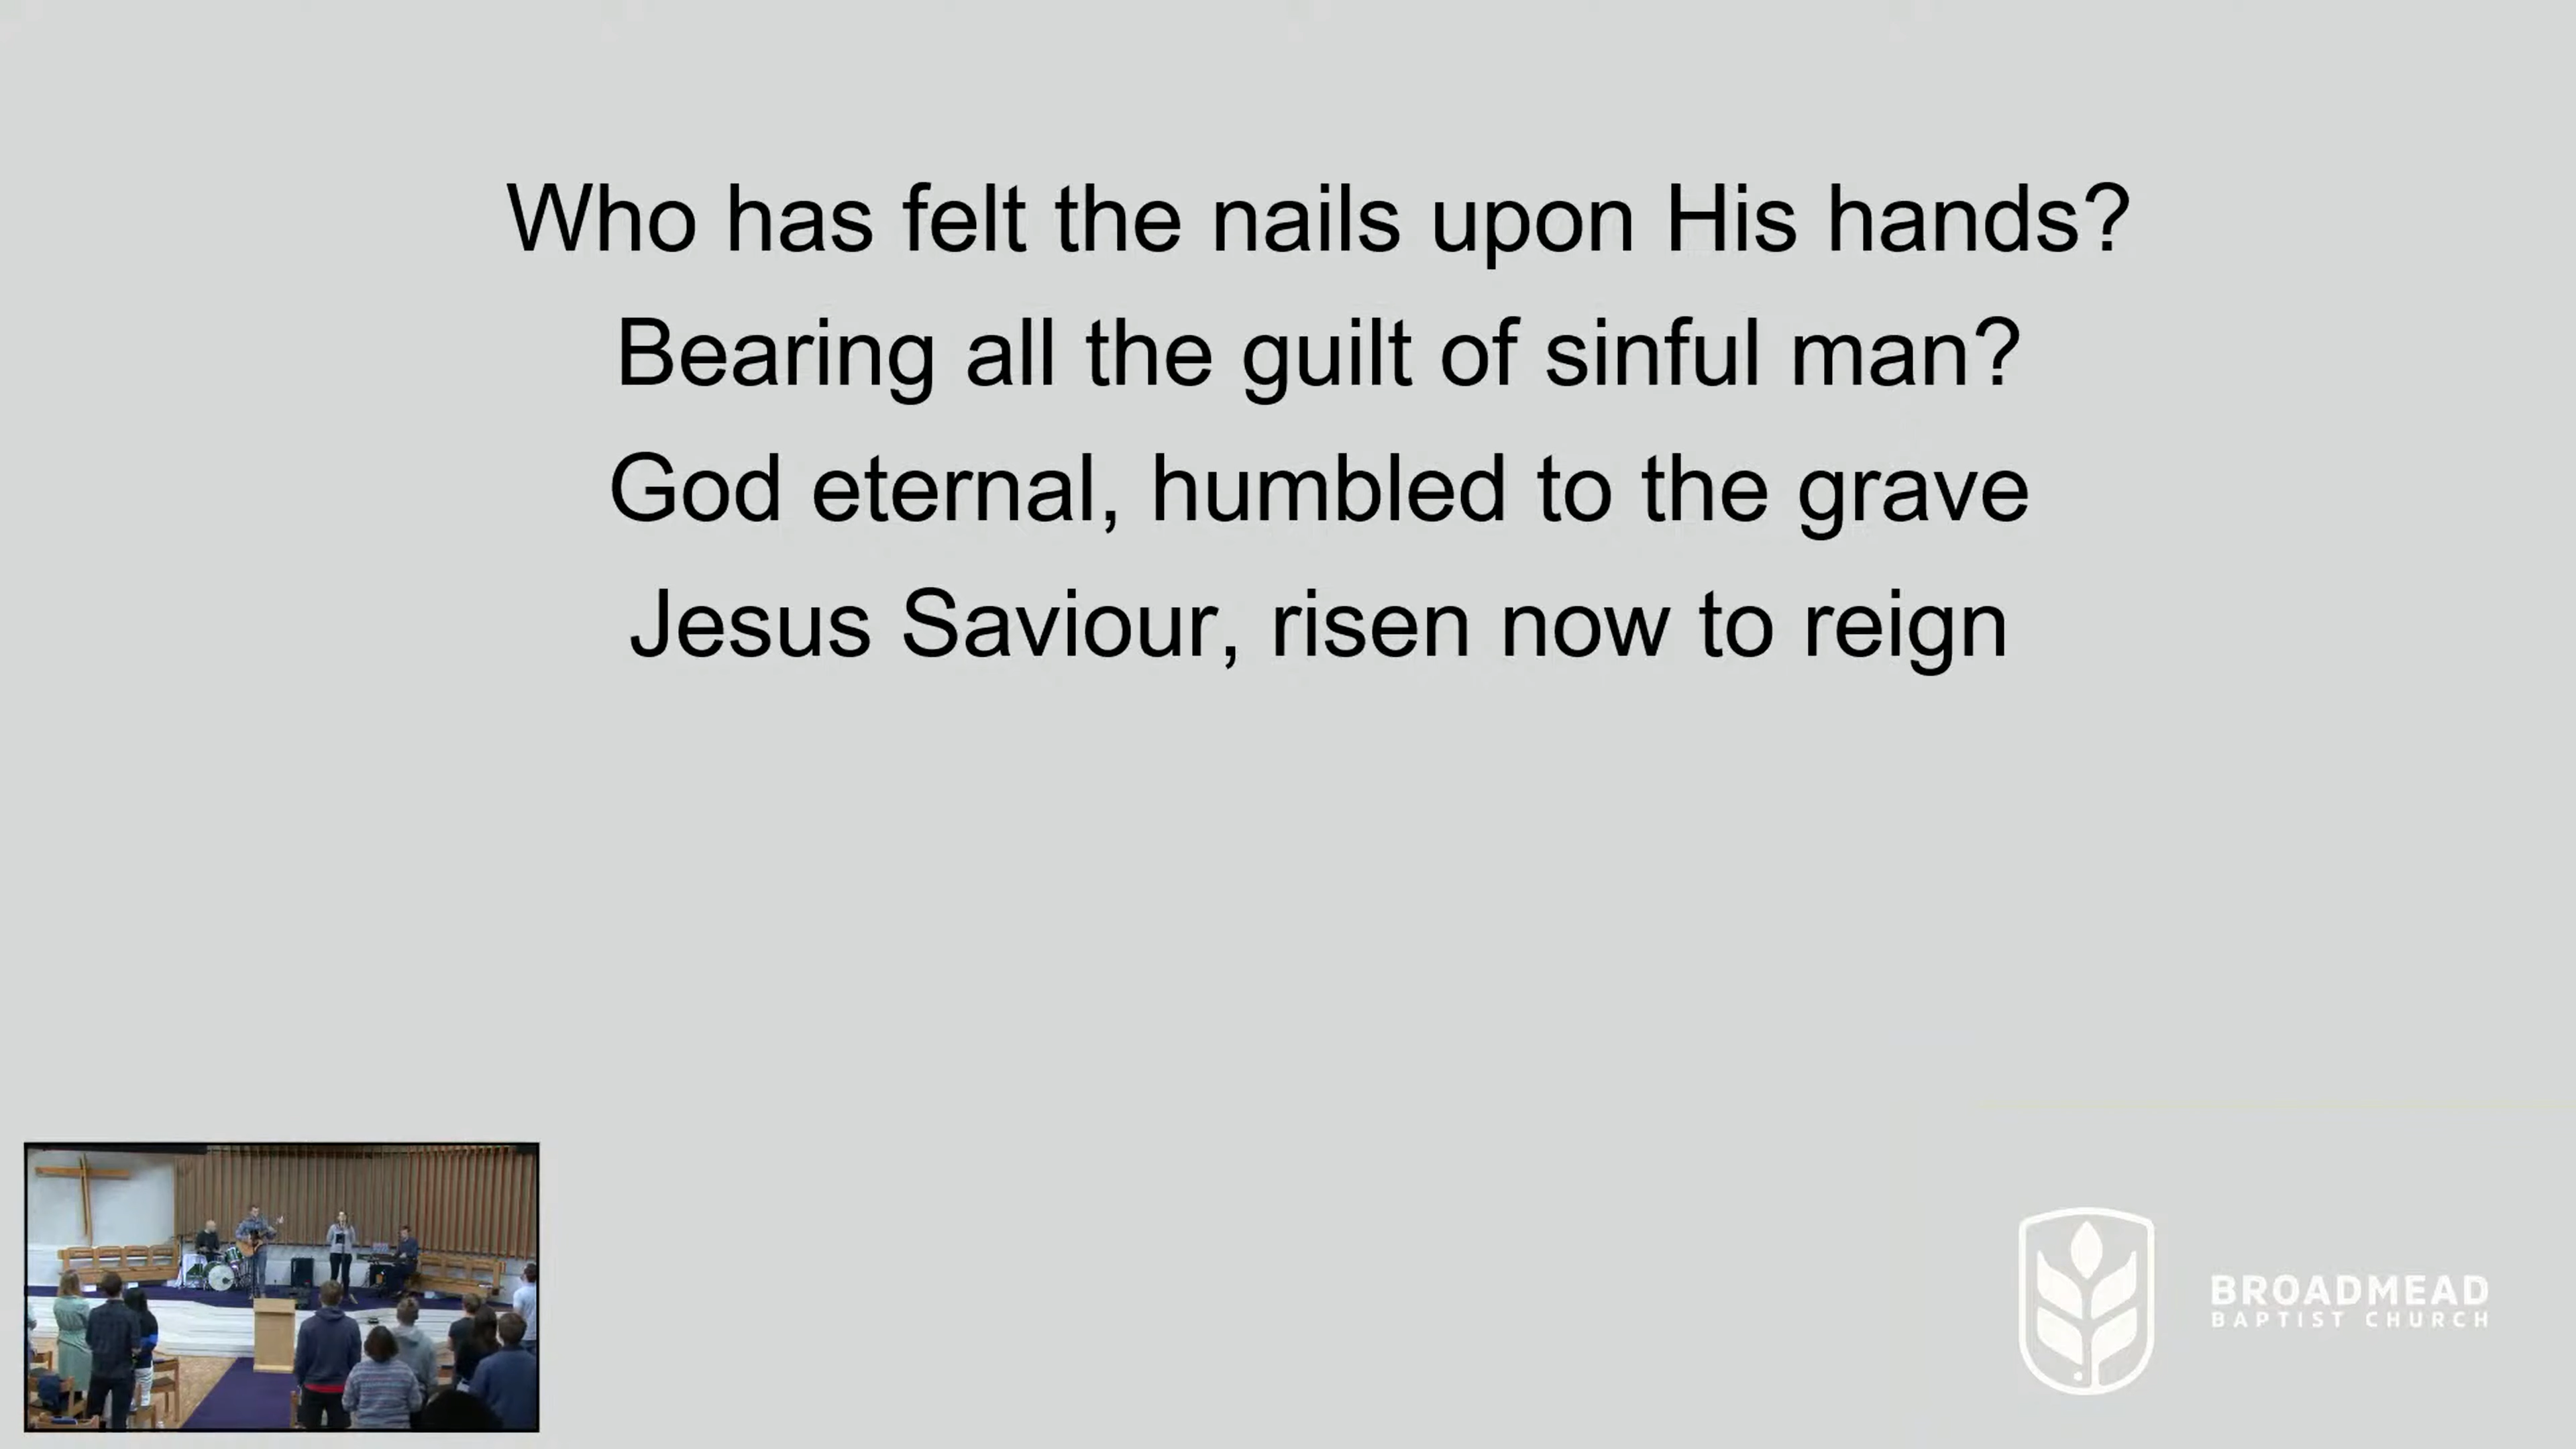 Who has felt the nails upon His hands?
Bearing all the guilt of sinful man?
God eternal, humbled to the grave
Jesus Saviour, risen now to reign
BROADMEAD
BAPTIST CHURCH